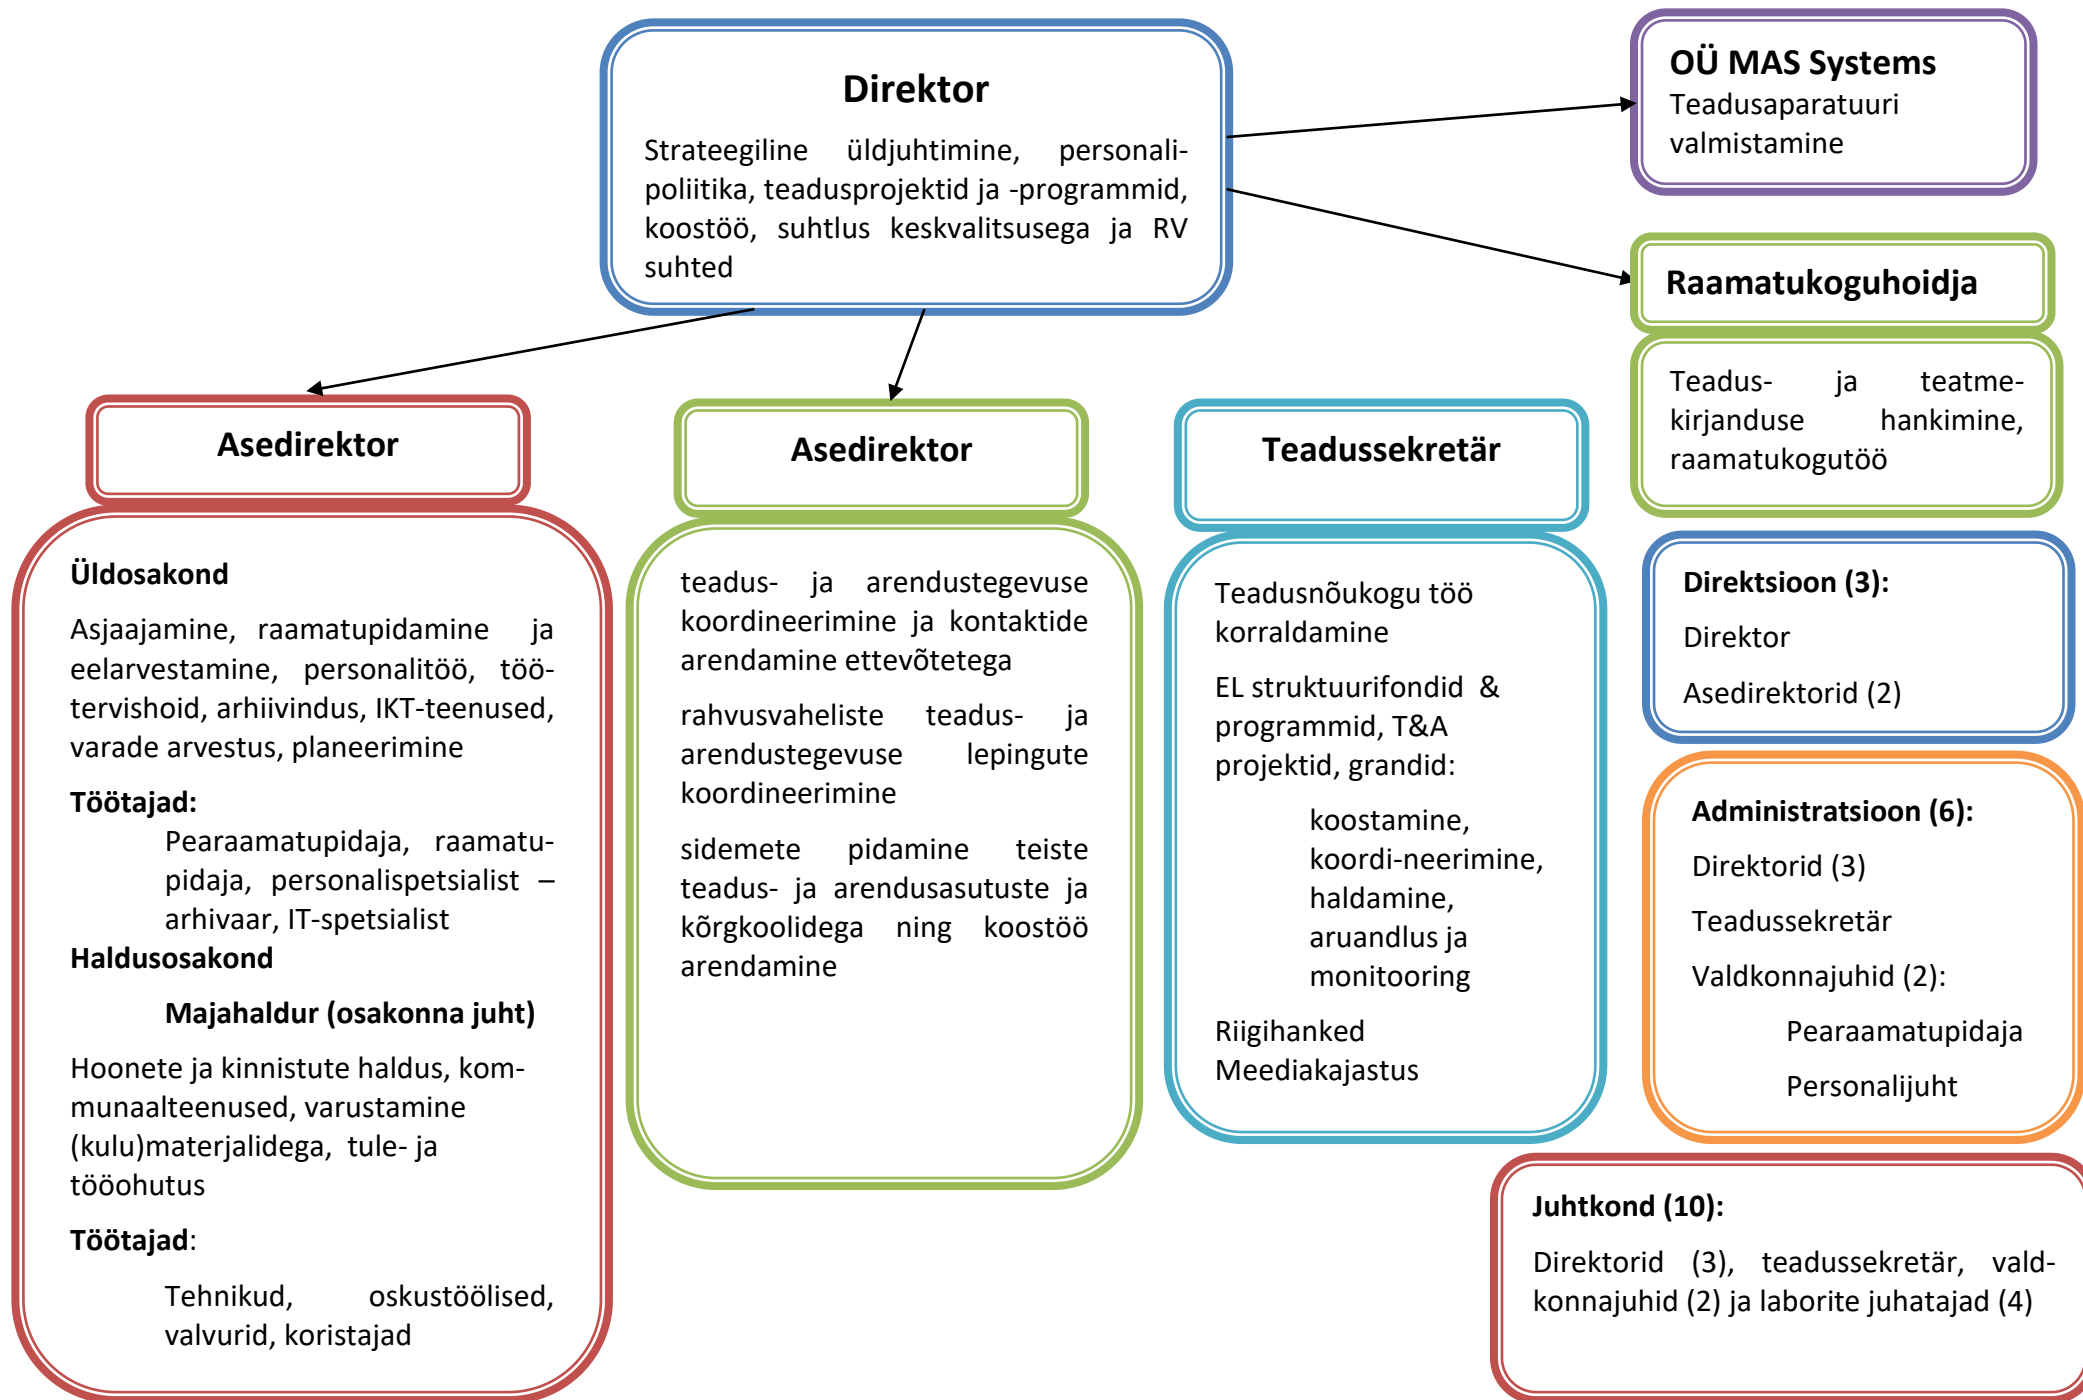 Direktor
Strateegiline üldjuhtimine, personali-
poliitika, teadusprojektid ja -programmid,
koostöö, suhtlus keskvalitsusega ja RV
suhted
OÜ MAS Systems
Teadusaparatuuri
valmistamine
Raamatukoguhoidja
Teadus- ja teatme-
kirjanduse hankimine,
raamatukogutöö
Asedirektor
Üldosakond
Asjaajamine, raamatupidamine ja
eelarvestamine, personalitöö, töö-
tervishoid, arhiivindus, IKT-teenused,
varade arvestus, planeerimine
Töötajad:
Pearaamatupidaja, raamatu-
pidaja, personalispetsialist –
arhivaar, IT-spetsialist
Haldusosakond
Majahaldur (osakonna juht)
Hoonete ja kinnistute haldus, kom-
munaalteenused, varustamine
(kulu)materjalidega, tule- ja
tööohutus
Töötajad:
Tehnikud, oskustöölised,
valvurid, koristajad
Asedirektor
teadus- ja arendustegevuse
koordineerimine ja kontaktide
arendamine ettevõtetega
rahvusvaheliste teadus- ja
arendustegevuse lepingute
koordineerimine
sidemete pidamine teiste
teadus- ja arendusasutuste ja
kõrgkoolidega ning koostöö
arendamine
Teadussekretär
Teadusnõukogu töö
korraldamine
EL struktuurifondid &
programmid, T&A
projektid, grandid:
koostamine,
koordi-neerimine,
haldamine,
aruandlus ja
monitooring
Riigihanked
Meediakajastus
Direktsioon (3):
Direktor
Asedirektorid (2)
Administratsioon (6):
Direktorid (3)
Teadussekretär
Valdkonnajuhid (2):
Pearaamatupidaja
Personalijuht
Juhtkond (10):
Direktorid (3), teadussekretär, vald-
konnajuhid (2) ja laborite juhatajad (4)